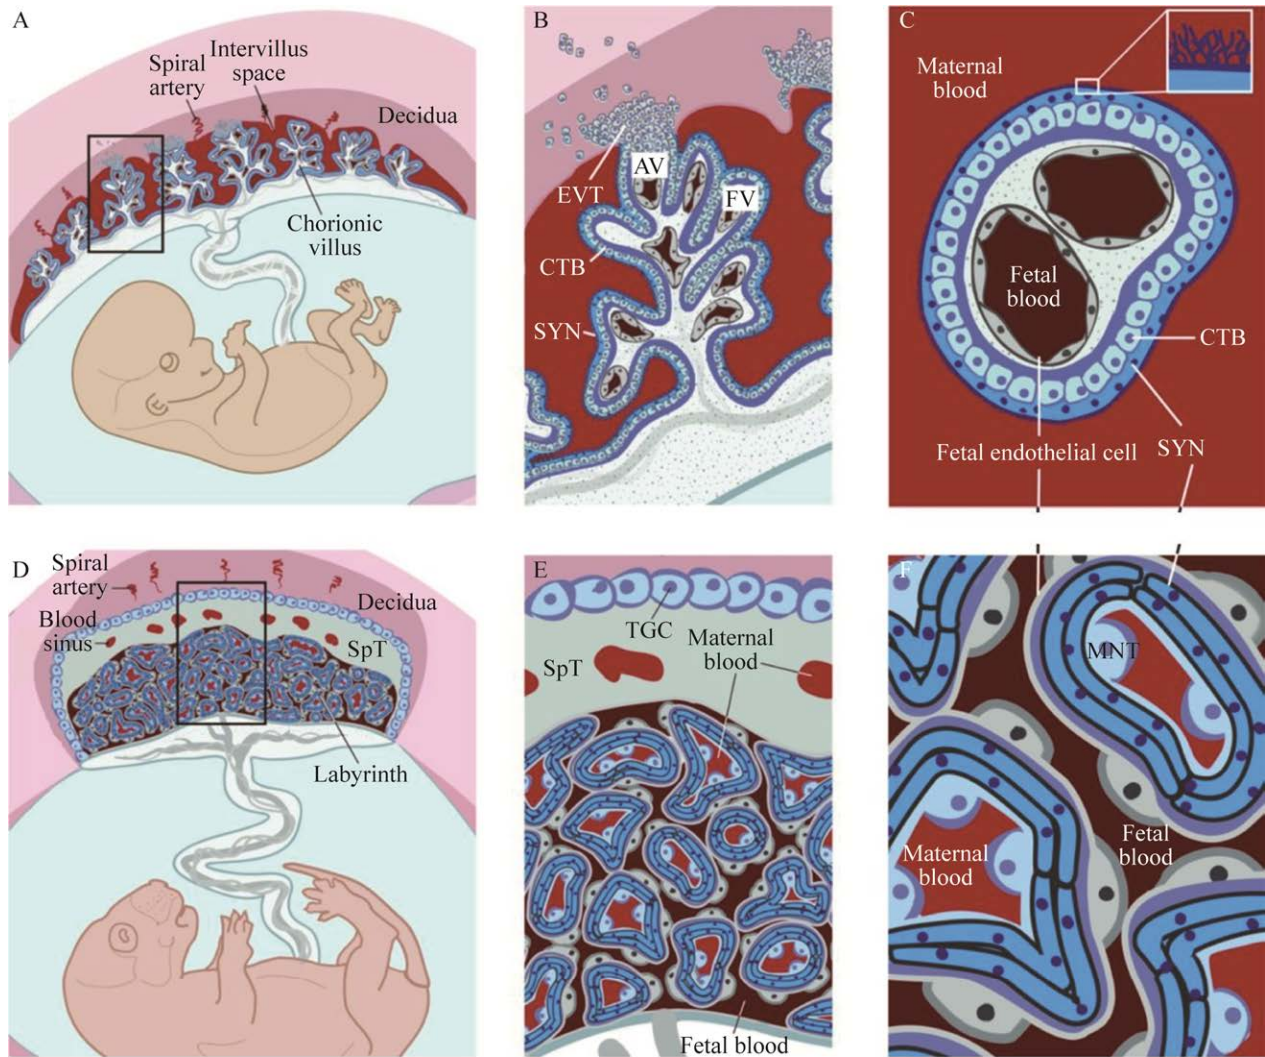 A
Spiral
artery
Intervillus
space
Decidua
Chorionic
villus
B
AV
EVT
FV
CTB
SYN
C
Maternal
blood
Fetal
blood
CTB
Fetal endothelial cell
SYN
D
Spiral
artery
Decidua
Blood
sinus
SpT
Labyrinth
E
TGC
Maternal
blood
SpT
Fetal blood
F
MNT
Fetal
blood
Maternal
blood